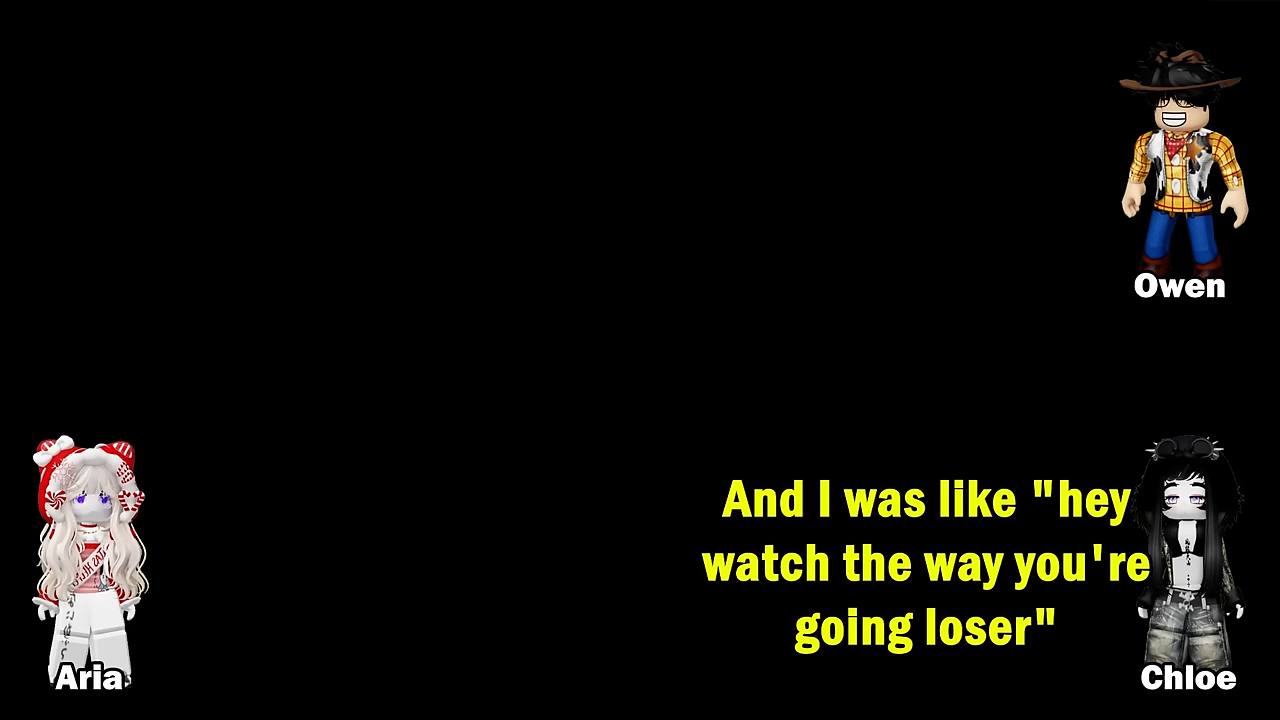 Owen
And I was like "hey
watch the way you're
going loser"
Aria
Chloe